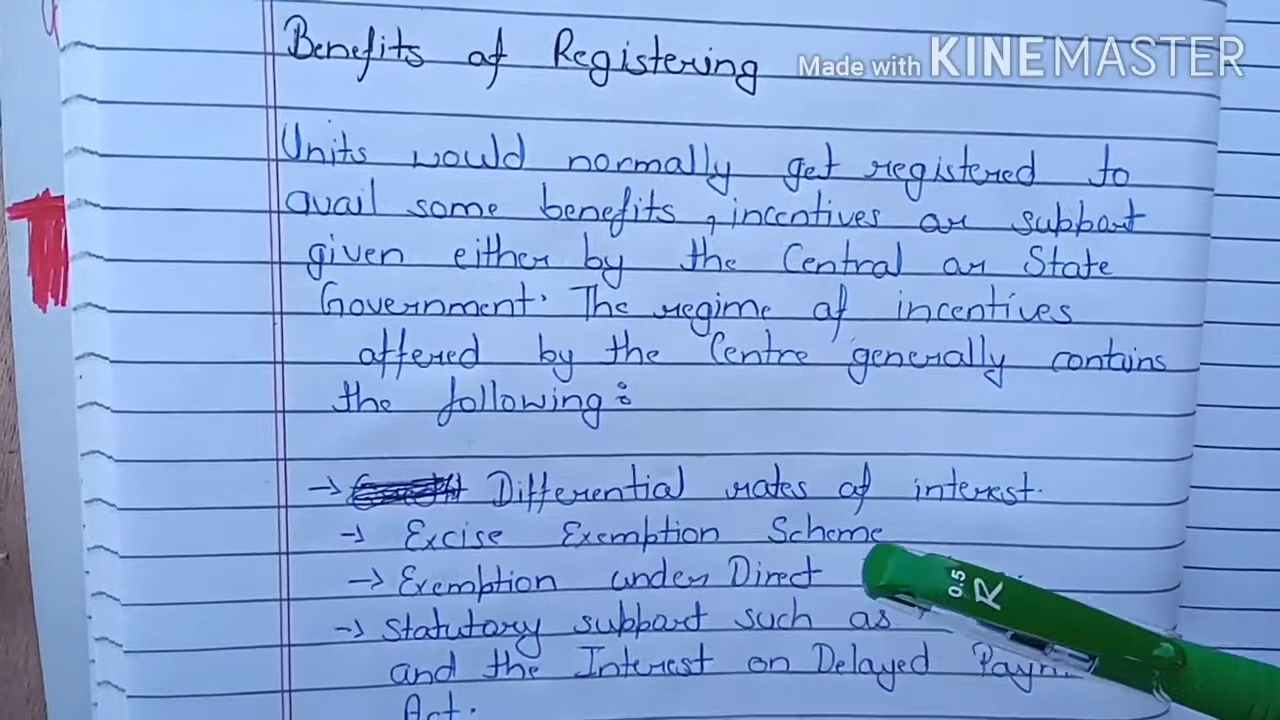 Benefits of Registering
Made with KINEMASTER
Units would normally get registered to
avail some benefits, incentives or support
given either by the Central or State
Government. The regime of incentives
offered by the Centre generally contains
the following:
→ Differential rates of interest.
→ Excise Exemption Scheme
→ Exemption under Direct
→ Statutory support such as
and the Interest on Delayed
Act.
0.5 R